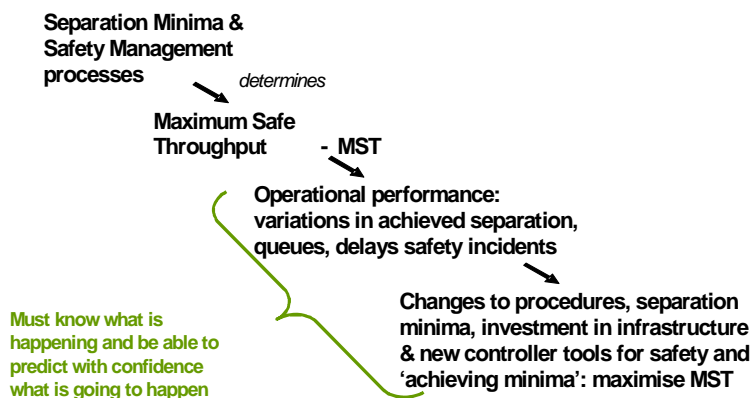 Separation Minima &
Safety Management
processes
determines
Maximum Safe
Throughput - MST
Operational performance:
variations in achieved separation,
queues, delays safety incidents
Changes to procedures, separation
minima, investment in infrastructure
& new controller tools for safety and
‘achieving minima’: maximise MST
Must know what is
happening and be able to
predict with confidence
what is going to happen